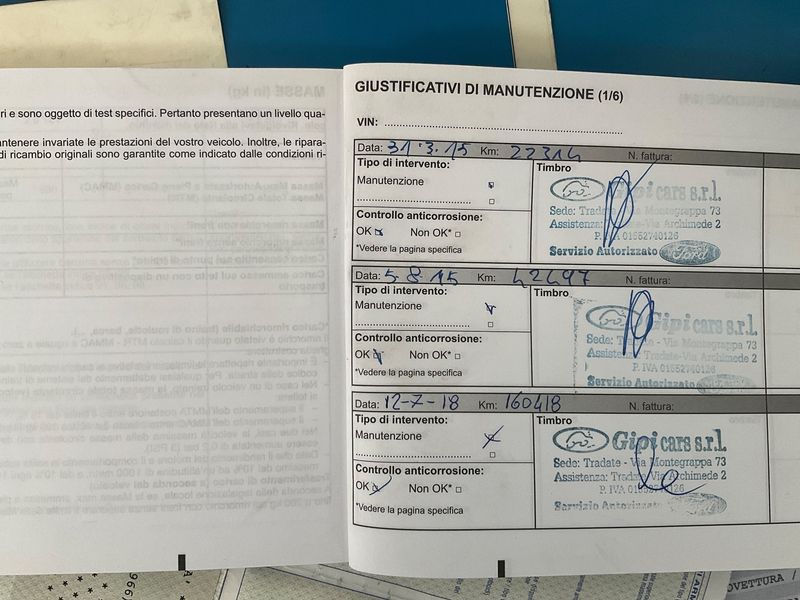 ri e sono oggetto di test specifici. Pertanto presentano un livello qua-
antenere invariate le prestazioni del vostro veicolo. Inoltre, le ripara-
di ricambio originali sono garantite come indicato dalle condizioni ri-
GIUSTIFICATIVI DI MANUTENZIONE (1/6)
VIN:
Data: 31.3.15 Km: 22314 N. fattura:
Tipo di intervento:
Manutenzione
Controllo anticorrosione:
OK Non OK*
*Vedere la pagina specifica
Timbro
Gipi cars s.r.l.
Sede: Tradate - Via Montegrappa 73
Assistenza: Tradate-Via Archimede 2
P. IVA 01552740126
Servizio Autorizzato Ford
Data: 5-8-15 Km: 42497 N. fattura:
Tipo di intervento:
Manutenzione
Controllo anticorrosione:
OK Non OK*
*Vedere la pagina specifica
Timbro
Gipi cars s.r.l.
Sede: Tradate - Via Montegrappa 73
Assistenza: Tradate-Via Archimede 2
P. IVA 01552740126
Servizio Autorizzato
Data: 12-7-18 Km: 160418 N. fattura:
Tipo di intervento:
Manutenzione
Controllo anticorrosione:
OK Non OK*
*Vedere la pagina specifica
Timbro
Gipi cars s.r.l.
Sede: Tradate - Via Montegrappa 73
Assistenza: Tradate-Via Archimede 2
Servizio Autorizzato
OVETTURA /